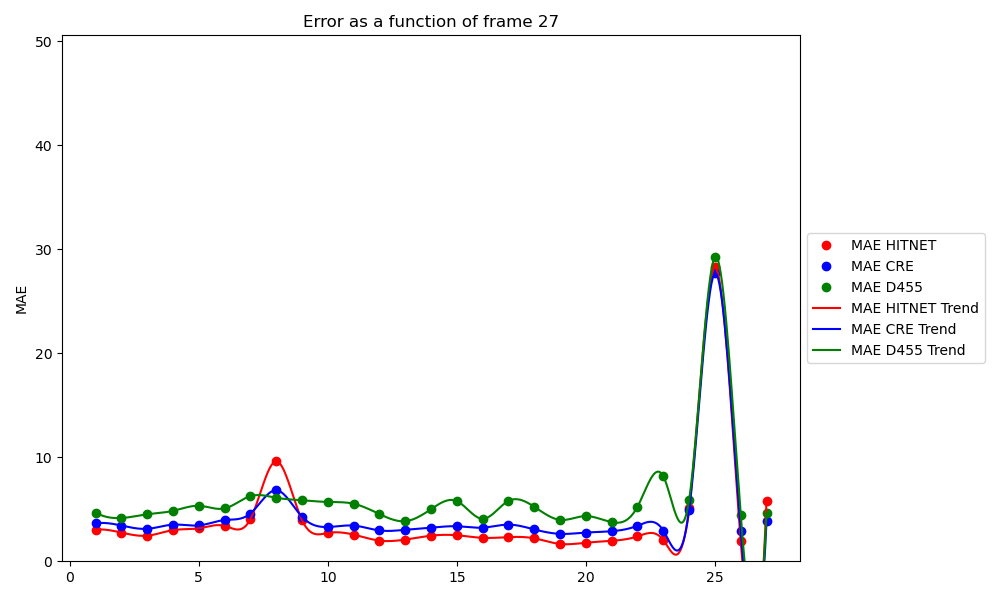 Error as a function of frame 27
50
40
30
20
10
0
MAE
0 5 10 15 20 25
MAE HITNET
MAE CRE
MAE D455
MAE HITNET Trend
MAE CRE Trend
MAE D455 Trend